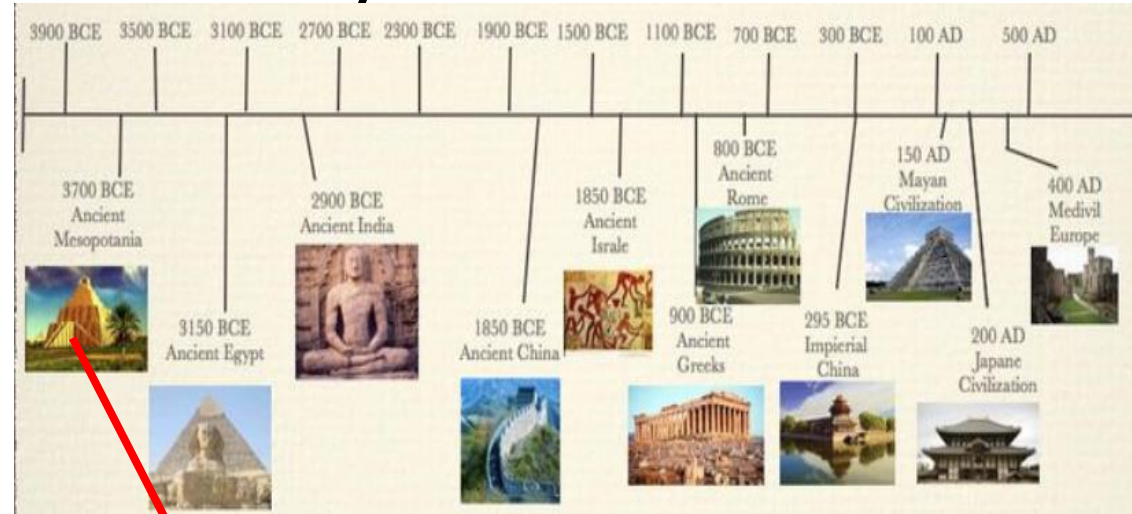 3900 BCE 3500 BCE 3100 BCE 2700 BCE 2300 BCE 1900 BCE 1500 BCE 1100 BCE 700 BCE 300 BCE 100 AD 500 AD
3700 BCE
Ancient
Mesopotania
3150 BCE
Ancient Egypt
2900 BCE
Ancient India
1850 BCE
Ancient China
1850 BCE
Ancient
Israle
900 BCE
Ancient
Greeks
800 BCE
Ancient
Rome
295 BCE
Impierial
China
150 AD
Mayan
Civilization
200 AD
Japane
Civilization
400 AD
Medivil
Europe